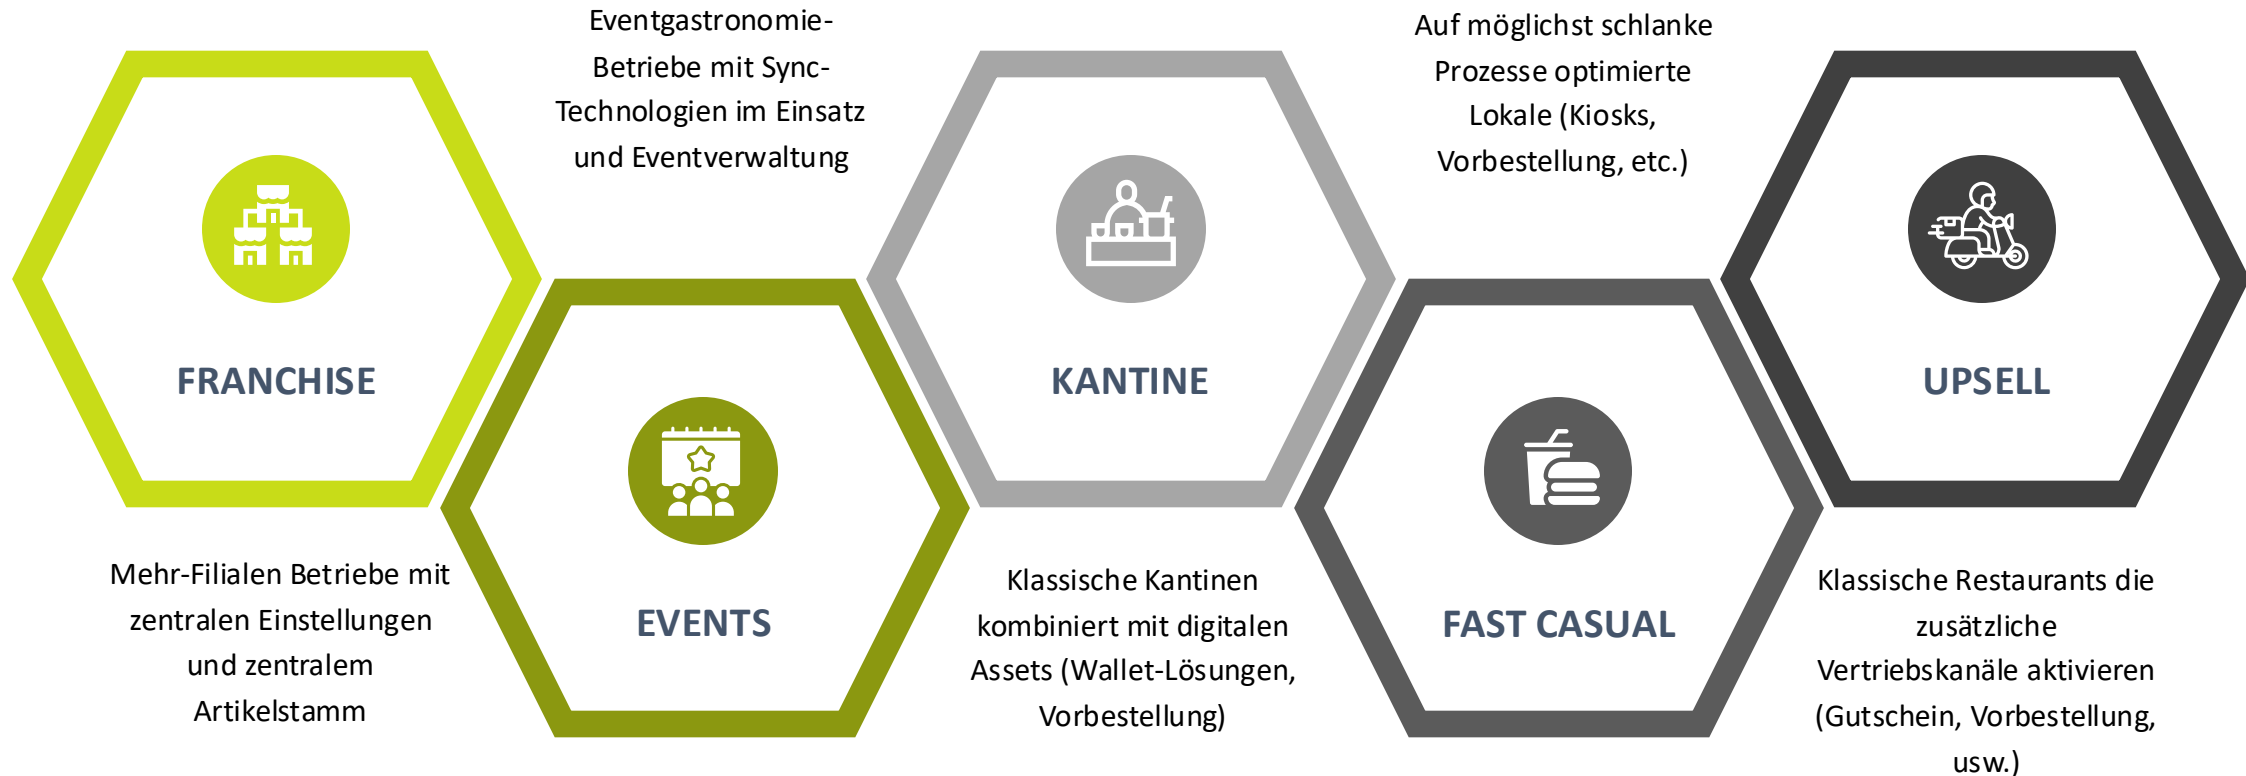 FRANCHISE
Mehr-Filialen Betriebe mit
zentralen Einstellungen
und zentralem
Artikelstamm
Eventgastronomie-
Betriebe mit Sync-
Technologien im Einsatz
und Eventverwaltung
EVENTS
KANTINE
Klassische Kantinen
kombiniert mit digitalen
Assets (Wallet-Lösungen,
Vorbestellung)
Auf möglichst schlanke
Prozesse optimierte
Lokale (Kiosks,
Vorbestellung, etc.)
FAST CASUAL
UPSELL
Klassische Restaurants die
zusätzliche
Vertriebskanäle aktivieren
(Gutschein, Vorbestellung,
usw.)